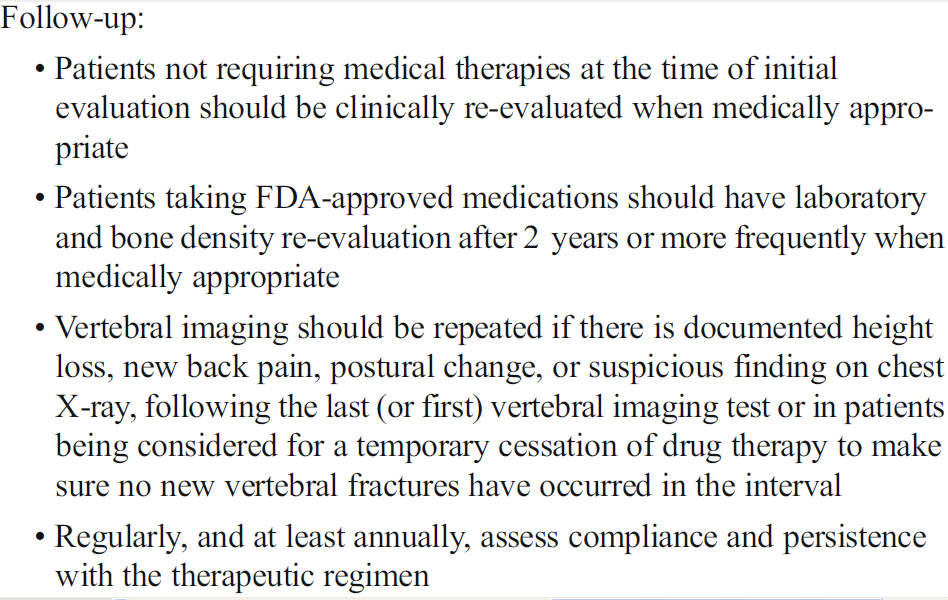 Follow-up:
• Patients not requiring medical therapies at the time of initial
evaluation should be clinically re-evaluated when medically appro-
priate
• Patients taking FDA-approved medications should have laboratory
and bone density re-evaluation after 2 years or more frequently when
medically appropriate
• Vertebral imaging should be repeated if there is documented height
loss, new back pain, postural change, or suspicious finding on chest
X-ray, following the last (or first) vertebral imaging test or in patients
being considered for a temporary cessation of drug therapy to make
sure no new vertebral fractures have occurred in the interval
• Regularly, and at least annually, assess compliance and persistence
with the therapeutic regimen